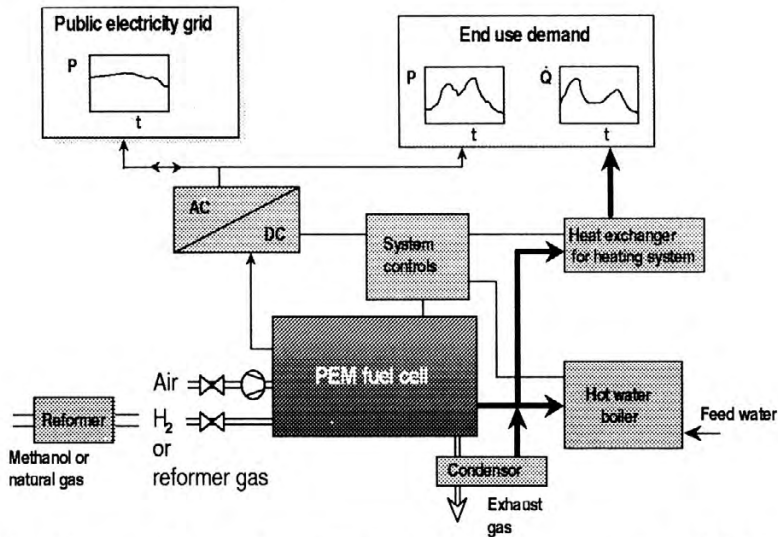 Public electricity grid
P
t
End use demand
P
t
Q̇
t
AC
DC
System
controls
Heat exchanger
for heating system
PEM fuel cell
Air
H₂
or
reformer gas
Reformer
Methanol or
natural gas
Hot water
boiler
Feed water
Condensor
Exhaust
gas